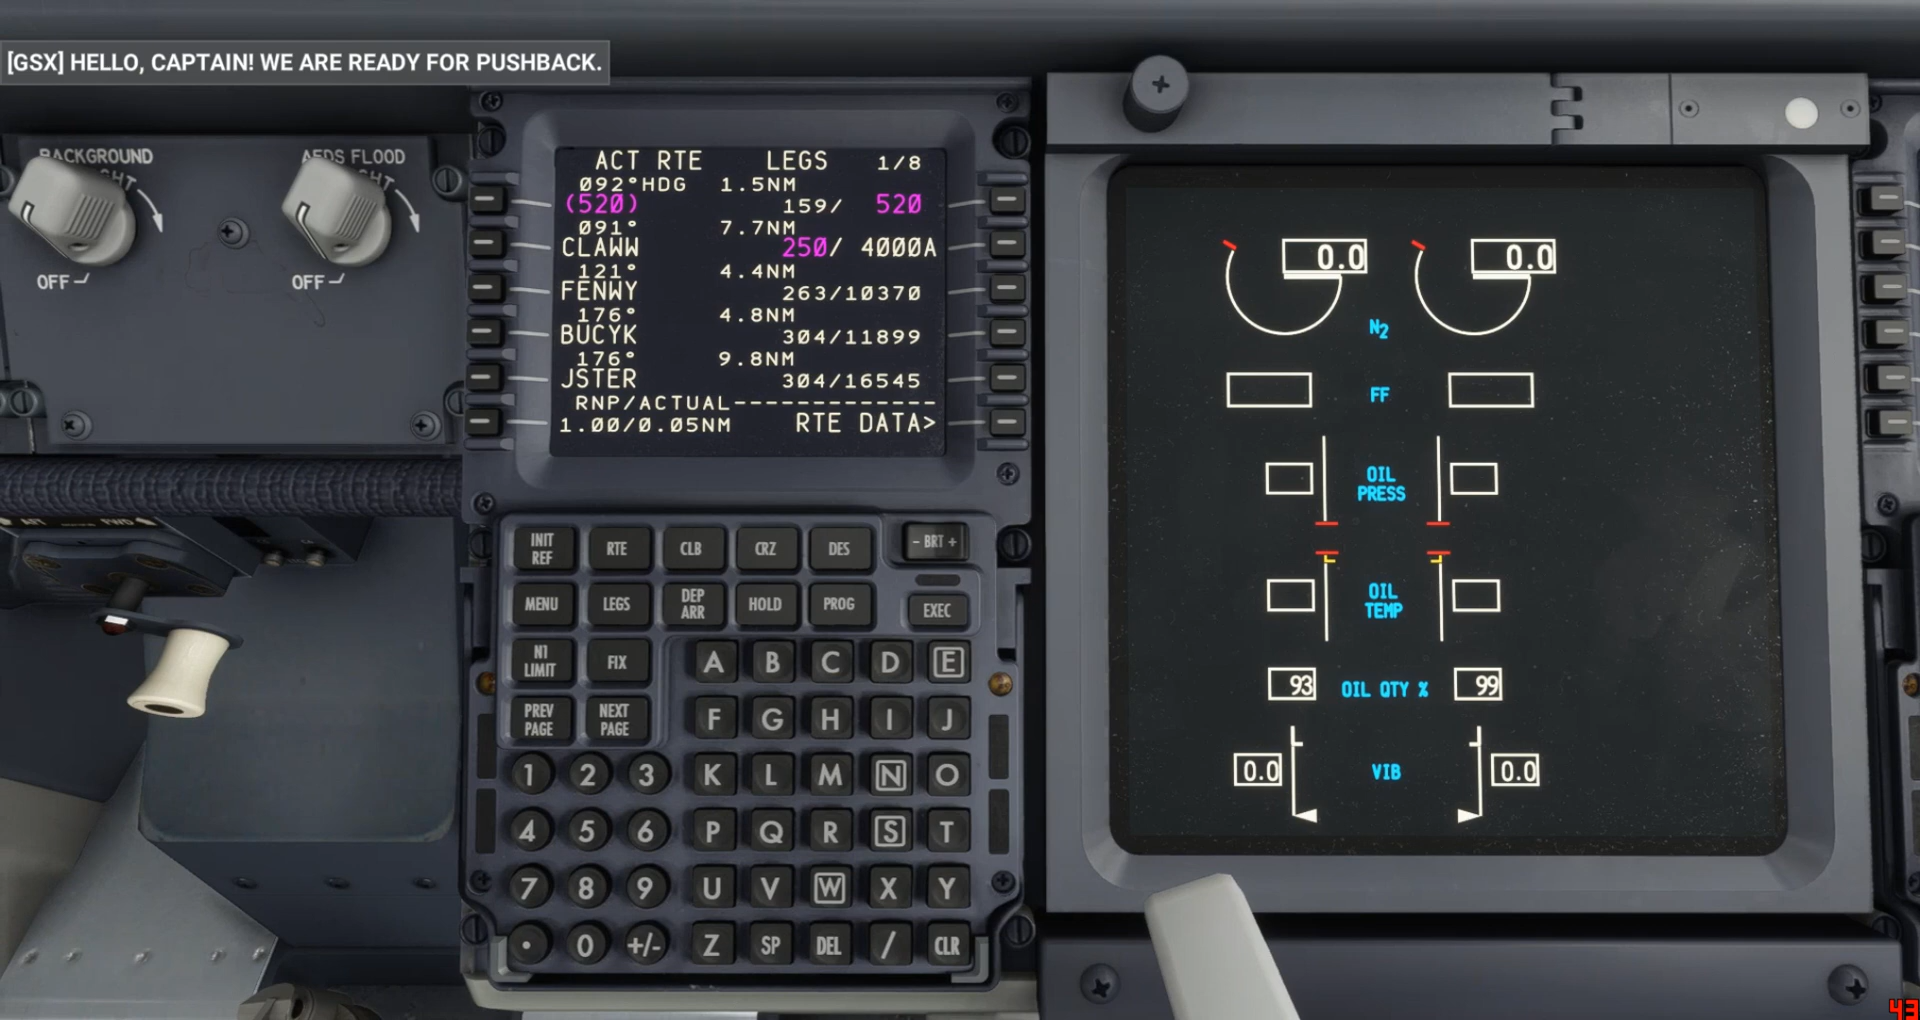 [GSX] HELLO, CAPTAIN! WE ARE READY FOR PUSHBACK.
BACKGROUND
OFF
AFDS FLOOD
OFF
ACT RTE LEGS 1/8
092°HDG 1.5NM
(520) 159/ 520
091° 7.7NM
CLAWW 250/ 4000A
121° 4.4NM
FENWY 263/10370
176° 4.8NM
BUCYK 304/11899
176° 9.8NM
JSTER 304/16545
RNP/ACTUAL-------------
1.00/0.05NM RTE DATA>
INIT REF RTE CLB CRZ DES - BRT +
MENU LEGS DEP ARR HOLD PROG EXEC
N1 LIMIT FIX
PREV PAGE NEXT PAGE
A B C D E
F G H I J
1 2 3 K L M N O
4 5 6 P Q R S T
7 8 9 U V W X Y
. 0 +/- Z SP DEL / CLR
0.0 0.0
N2
FF
OIL PRESS
OIL TEMP
93 OIL QTY % 99
0.0 VIB 0.0
43